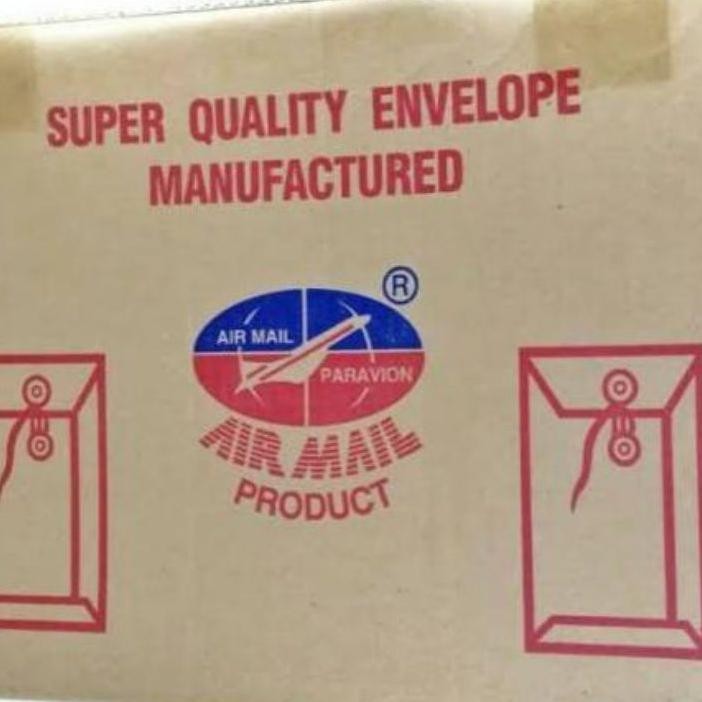 SUPER QUALITY ENVELOPE
MANUFACTURED
®
AIR MAIL
PARAVION
AIR MAIL
PRODUCT